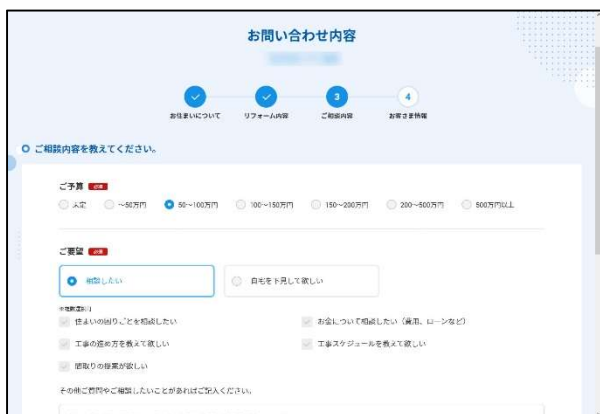 お問い合わせ内容
3
4
お住まいについて
リフォーム内容
ご相談内容
お客さま情報
ご相談内容を教えてください。
ご予算 必須
未定 ～50万円 50～100万円 100～150万円 150～200万円 200～500万円 500万円以上
ご要望 必須
相談したい
自宅を下見して欲しい
※複数選択可
住まいの困りごとを相談したい
お金について相談したい（費用、ローンなど）
工事の進め方を教えて欲しい
工事スケジュールを教えて欲しい
間取りの提案が欲しい
その他ご質問やご相談したいことがあればご記入ください。